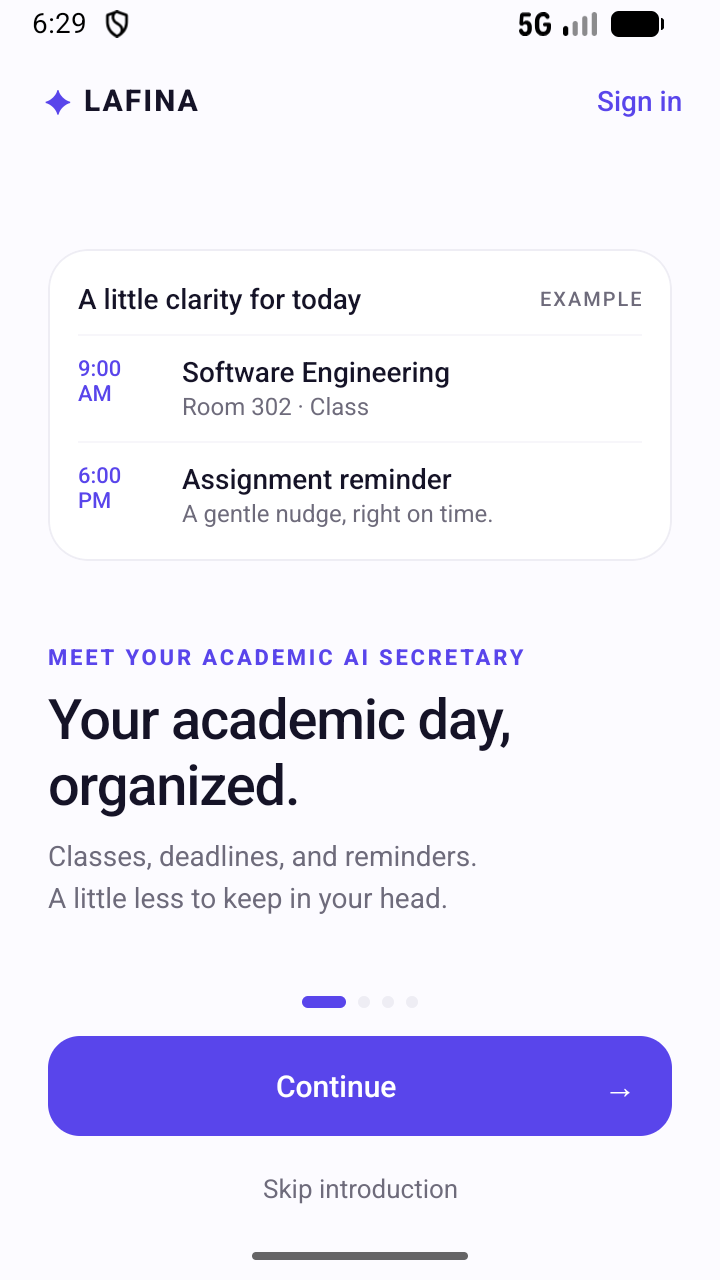 6:29
5G
LAFINA
Sign in
A little clarity for today
EXAMPLE
9:00
AM
Software Engineering
Room 302 · Class
6:00
PM
Assignment reminder
A gentle nudge, right on time.
MEET YOUR ACADEMIC AI SECRETARY
Your academic day,
organized.
Classes, deadlines, and reminders.
A little less to keep in your head.
Continue →
Skip introduction